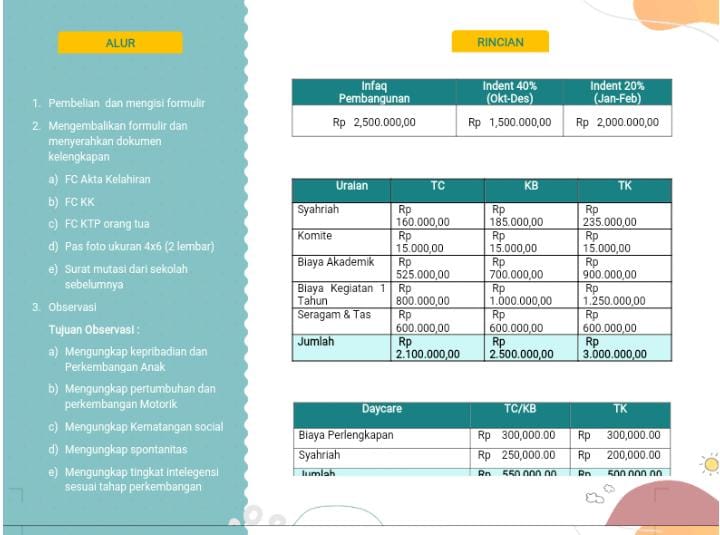 ALUR
1. Pembelian dan mengisi formulir
2. Mengembalikan formulir dan
menyerahkan dokumen
kelengkapan
a) FC Akta Kelahiran
b) FC KK
c) FC KTP orang tua
d) Pas foto ukuran 4x6 (2 lembar)
e) Surat mutasi dari sekolah
sebelumnya
3. Observasi
Tujuan Observasi :
a) Mengungkap kepribadian dan
Perkembangan Anak
b) Mengungkap pertumbuhan dan
perkembangan Motorik
c) Mengungkap Kematangan social
d) Mengungkap spontanitas
e) Mengungkap tingkat intelegensi
sesuai tahap perkembangan
RINCIAN
Infaq Pembangunan Indent 40% (Okt-Des) Indent 20% (Jan-Feb)
Rp 2,500.000,00 Rp 1,500.000,00 Rp 2,000.000,00
Uraian TC KB TK
Syahriah Rp 160.000,00 Rp 185.000,00 Rp 235.000,00
Komite Rp 15.000,00 Rp 15.000,00 Rp 15.000,00
Biaya Akademik Rp 525.000,00 Rp 700.000,00 Rp 900.000,00
Biaya Kegiatan 1 Tahun Rp 800.000,00 Rp 1.000.000,00 Rp 1.250.000,00
Seragam & Tas Rp 600.000,00 Rp 600.000,00 Rp 600.000,00
Jumlah Rp 2.100.000,00 Rp 2.500.000,00 Rp 3.000.000,00
Daycare TC/KB TK
Biaya Perlengkapan Rp 300,000.00 Rp 300,000.00
Syahriah Rp 250,000.00 Rp 200,000.00
Jumlah Rp 550,000.00 Rp 500,000.00